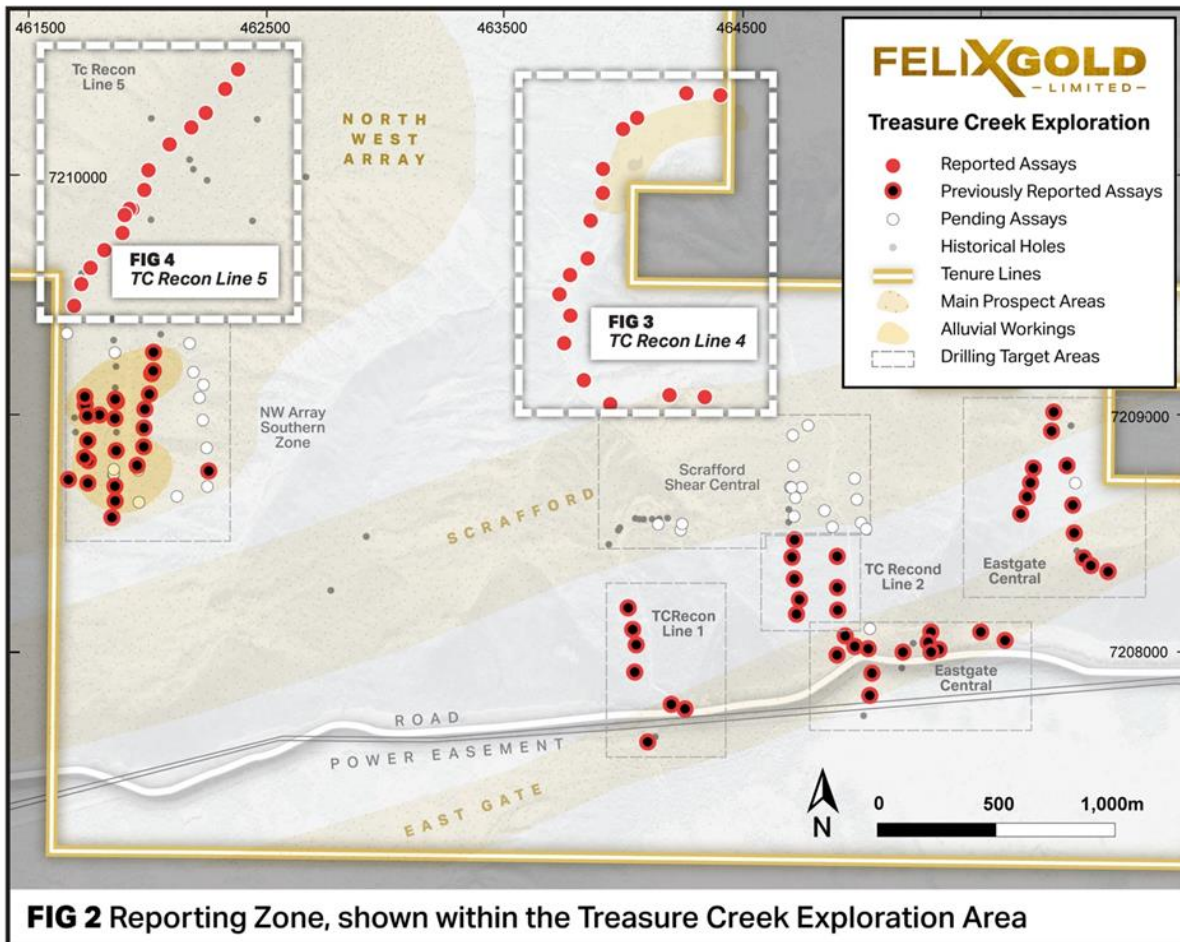 461500
462500
463500
464500
FELIXGOLD
LIMITED
Treasure Creek Exploration
Reported Assays
Previously Reported Assays
Pending Assays
Historical Holes
Tenure Lines
Main Prospect Areas
Alluvial Workings
Drilling Target Areas
Tc Recon
Line 5
NORTH
WEST
ARRAY
7210000
FIG 4
TC Recon Line 5
FIG 3
TC Recon Line 4
NW Array
Southern
Zone
7209000
Scrafford
Shear Central
SCRAFFORD
TC Recond
Line 2
Eastgate
Central
TCRecon
Line 1
7208000
Eastgate
Central
ROAD
POWER EASEMENT
EAST GATE
N
0 500 1,000m
FIG 2 Reporting Zone, shown within the Treasure Creek Exploration Area